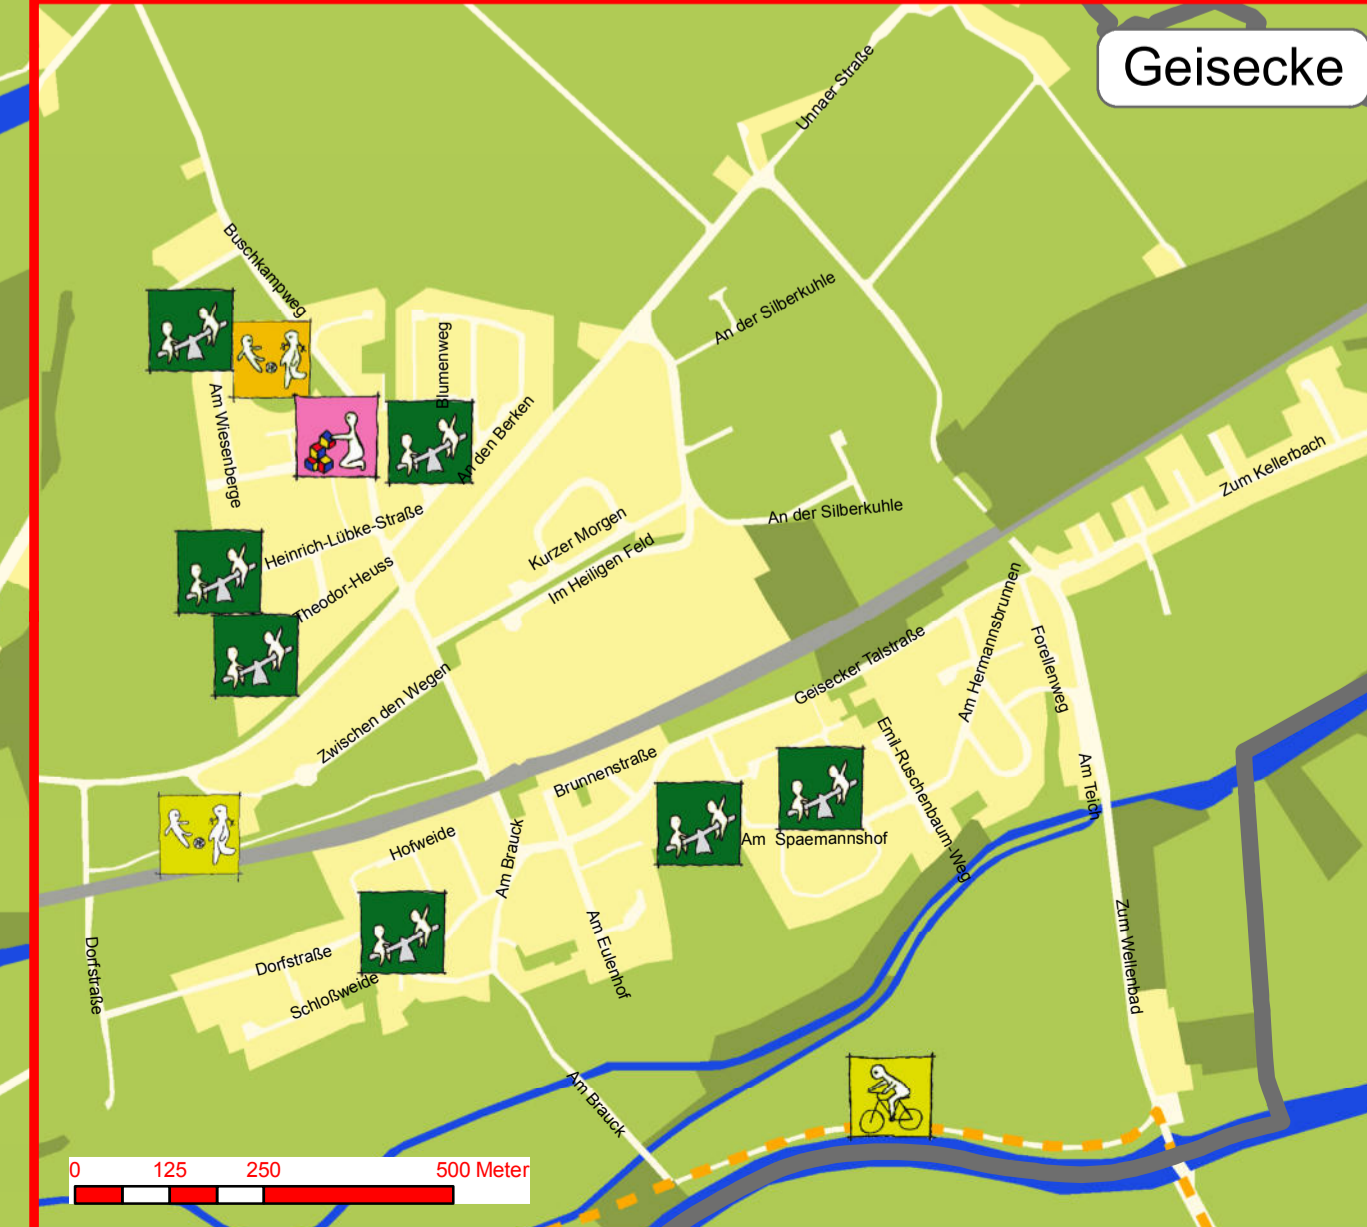 Geisecke
Unnaer Straße
Buschkampweg
An der Silberkuhle
Blumenweg
Am Wiesenberge
An den Berken
Zum Kellerbach
Heinrich-Lübke-Straße
Kurzer Morgen
An der Silberkuhle
Im Heiligen Feld
Theodor-Heuss
Am Hermannsbrunnen
Geisecker Talstraße
Forellenweg
Zwischen den Wegen
Emil-Ruschenbaum-Weg
Brunnenstraße
Am Teich
Hofweide
Am Brauck
Am Spaemannshof
Dorfstraße
Dorfstraße
Schloßweide
Am Eulenhof
Zum Wellenbad
Am Brauck
0 125 250 500 Meter